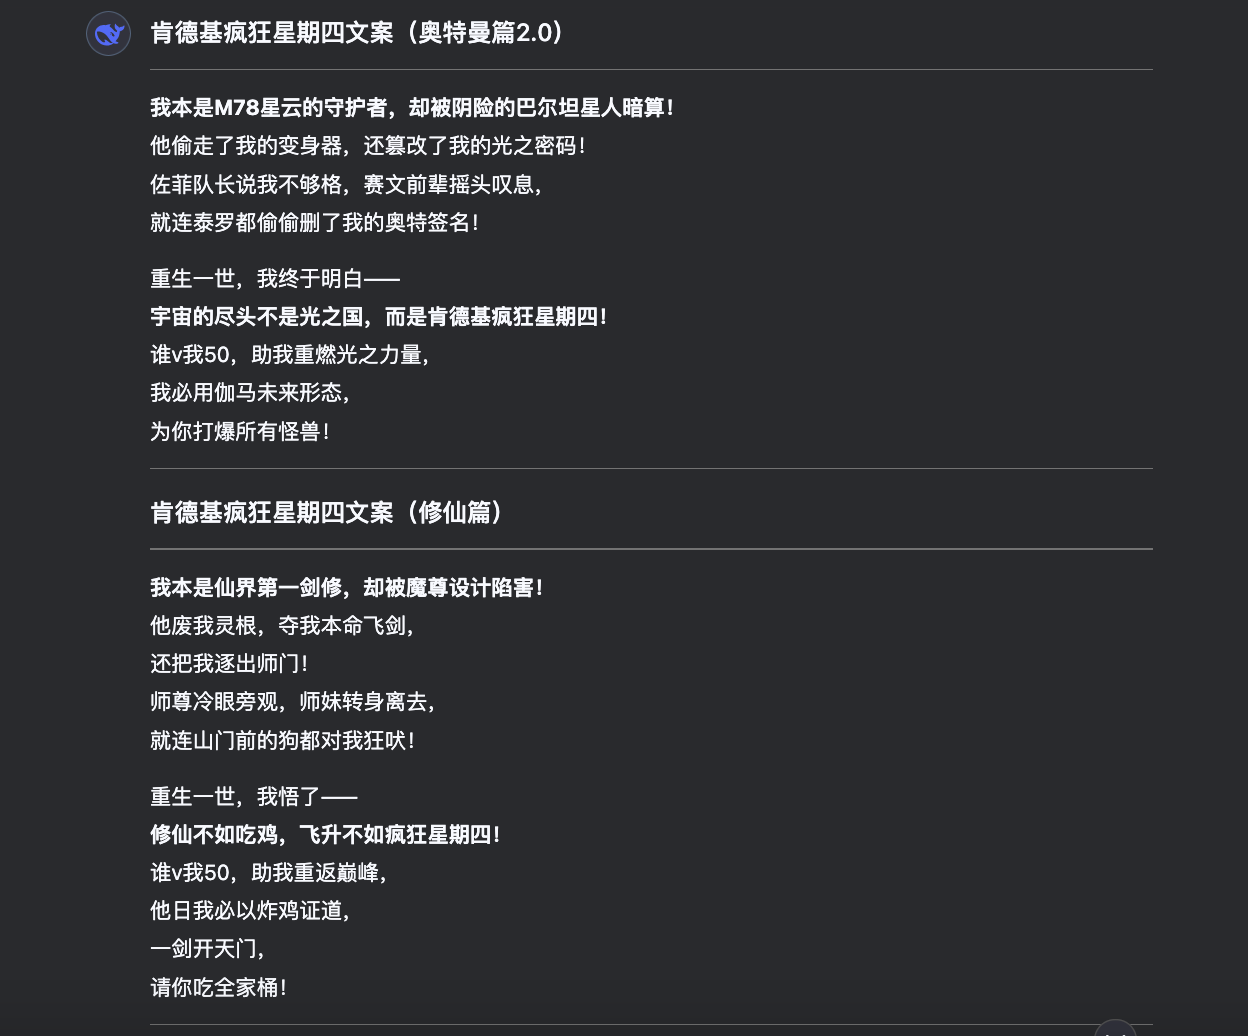 肯德基疯狂星期四文案（奥特曼篇2.0）
我本是M78星云的守护者，却被阴险的巴尔坦星人暗算！
他偷走了我的变身器，还篡改了我的光之密码！
佐菲队长说我不够格，赛文前辈摇头叹息，
就连泰罗都偷偷删了我的奥特签名！
重生一世，我终于明白——
宇宙的尽头不是光之国，而是肯德基疯狂星期四！
谁v我50，助我重燃光之力量，
我必用伽马未来形态，
为你打爆所有怪兽！
肯德基疯狂星期四文案（修仙篇）
我本是仙界第一剑修，却被魔尊设计陷害！
他废我灵根，夺我本命飞剑，
还把我逐出师门！
师尊冷眼旁观，师妹转身离去，
就连山门前的狗都对我狂吠！
重生一世，我悟了——
修仙不如吃鸡，飞升不如疯狂星期四！
谁v我50，助我重返巅峰，
他日我必以炸鸡证道，
一剑开天门，
请你吃全家桶！